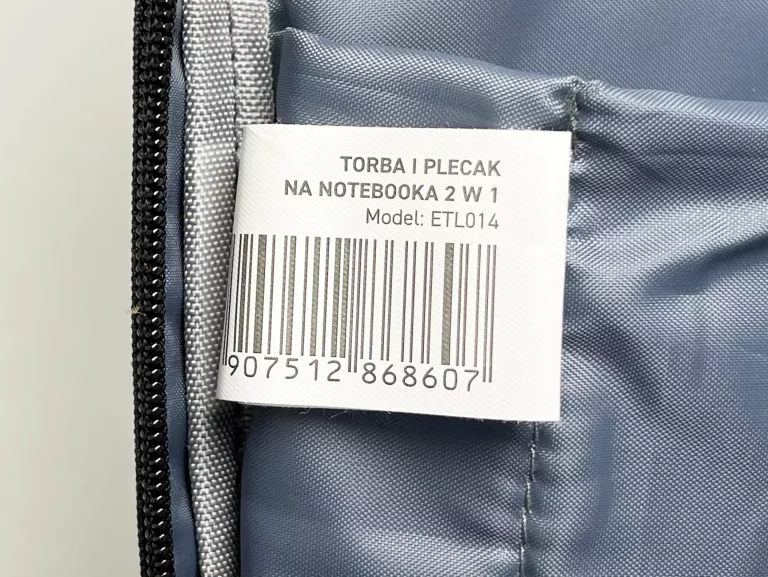 TORBA I PLECAK
NA NOTEBOOKA 2 W 1
Model: ETL014
907512 868607